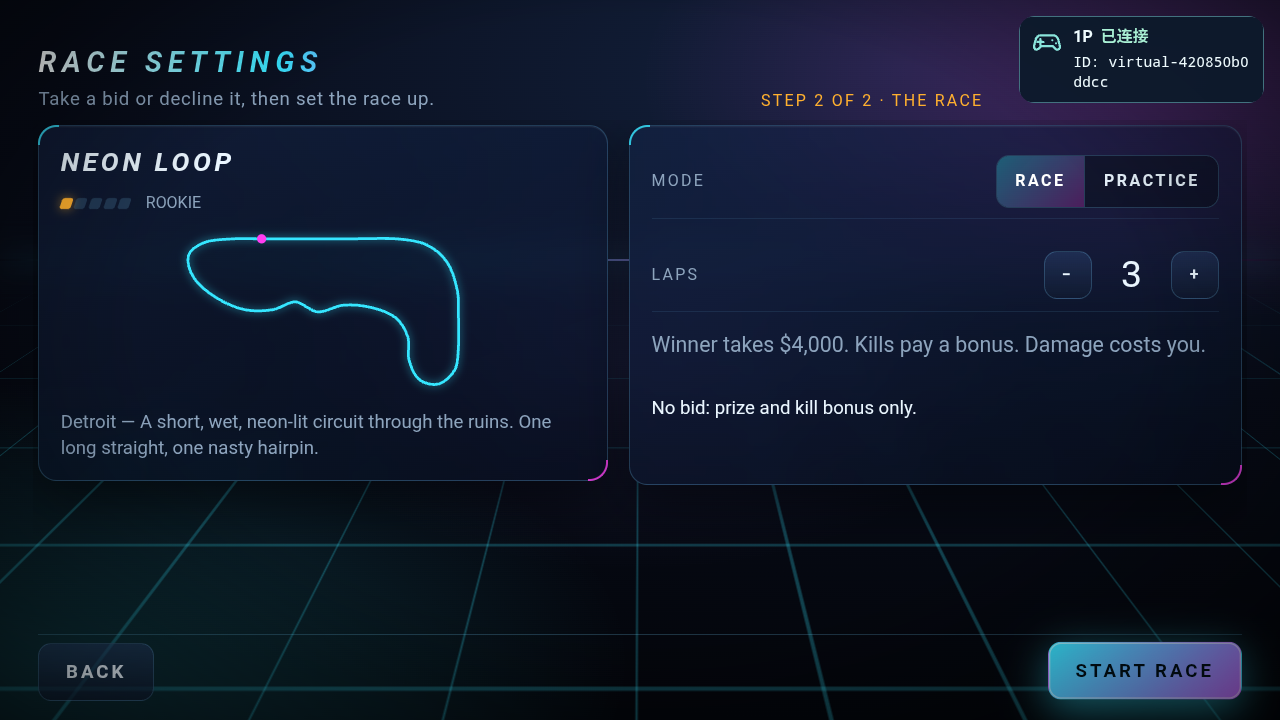 RACE SETTINGS
Take a bid or decline it, then set the race up.
STEP 2 OF 2 · THE RACE
1P 已连接
ID: virtual-420850b0
ddcc
NEON LOOP
ROOKIE
Detroit — A short, wet, neon-lit circuit through the ruins. One
long straight, one nasty hairpin.
MODE
RACE
PRACTICE
LAPS
-
3
+
Winner takes $4,000. Kills pay a bonus. Damage costs you.
No bid: prize and kill bonus only.
BACK
START RACE